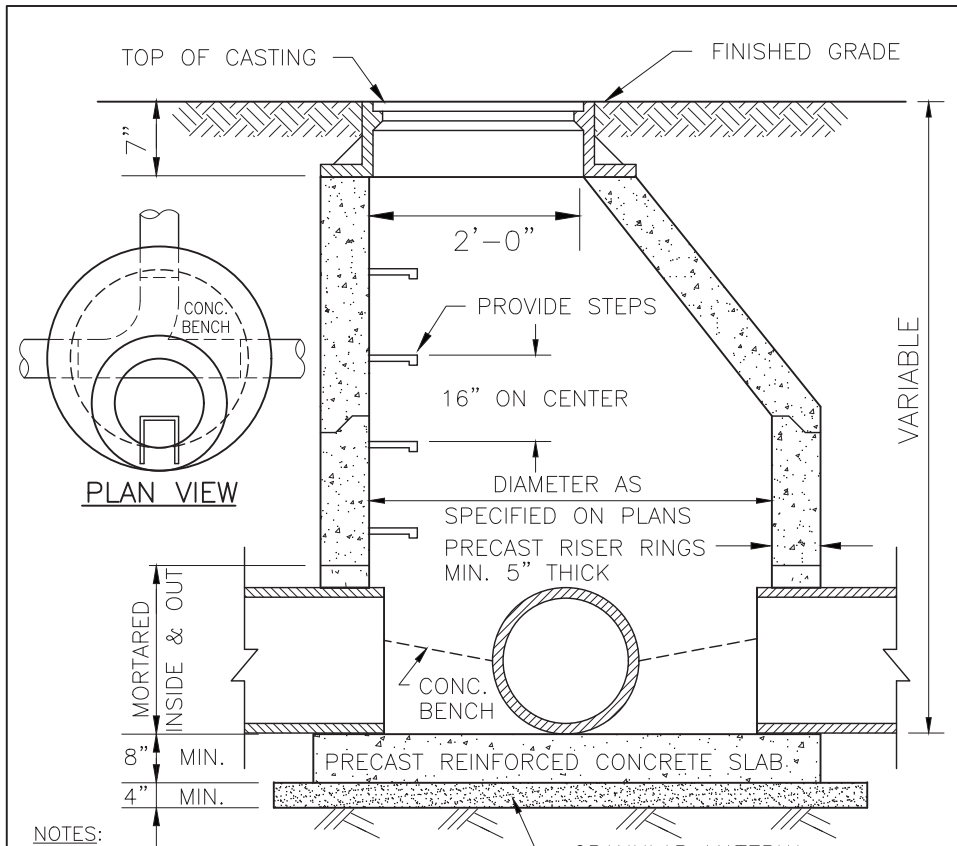 TOP OF CASTING
FINISHED GRADE
7"
2'-0"
CONC.
BENCH
PROVIDE STEPS
16" ON CENTER
VARIABLE
PLAN VIEW
DIAMETER AS
SPECIFIED ON PLANS
PRECAST RISER RINGS
MIN. 5" THICK
MORTARED
INSIDE & OUT
CONC.
BENCH
8" MIN.
PRECAST REINFORCED CONCRETE SLAB
4" MIN.
NOTES: